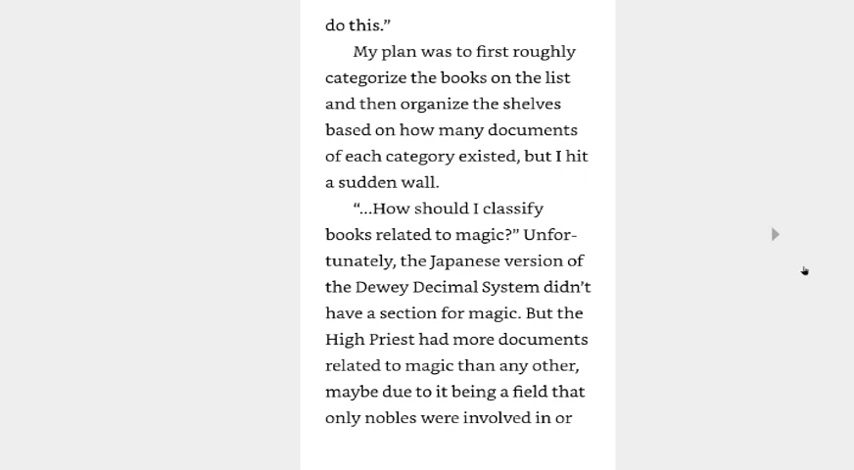 do this.”
My plan was to first roughly
categorize the books on the list
and then organize the shelves
based on how many documents
of each category existed, but I hit
a sudden wall.
“...How should I classify
books related to magic?” Unfor-
tunately, the Japanese version of
the Dewey Decimal System didn’t
have a section for magic. But the
High Priest had more documents
related to magic than any other,
maybe due to it being a field that
only nobles were involved in or